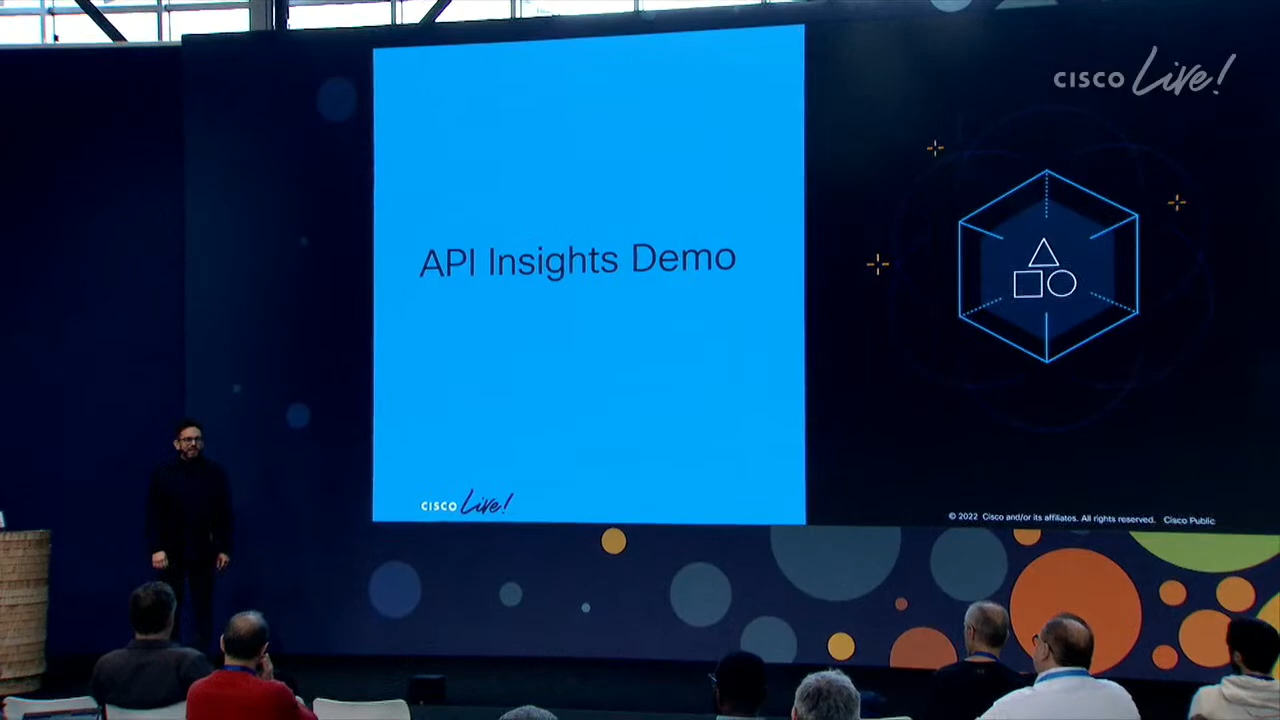 CISCO Live!
API Insights Demo
CISCO Live!
© 2022 Cisco and/or its affiliates. All rights reserved. Cisco Public